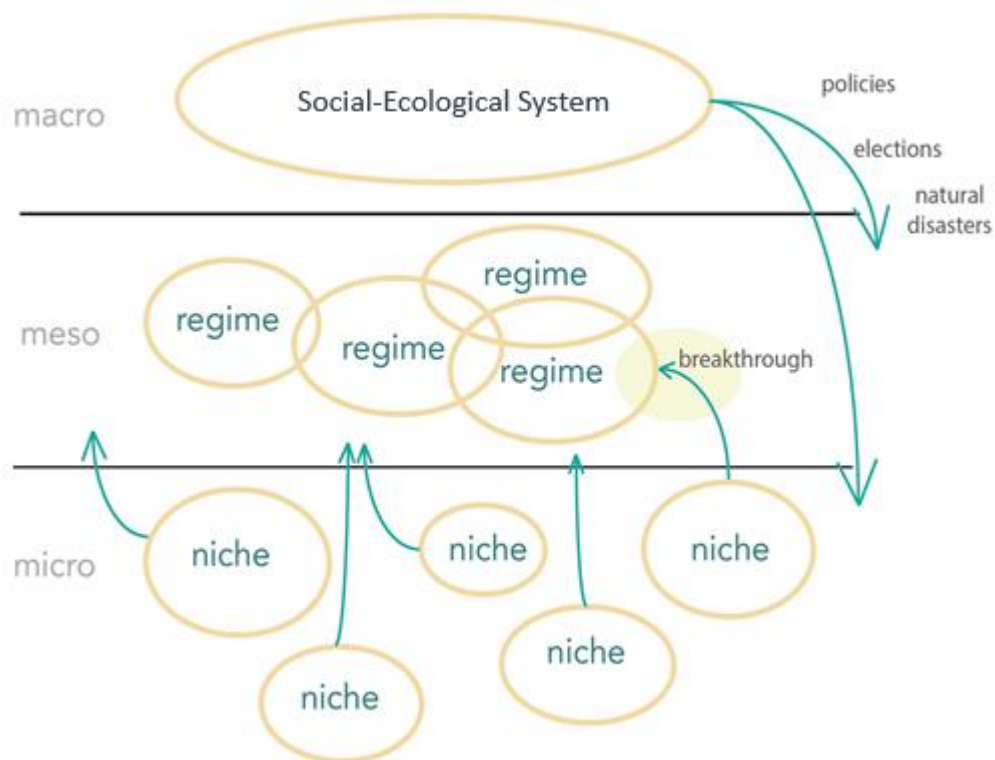 macro
Social-Ecological System
policies
elections
natural
disasters
meso
regime
regime
regime
regime
breakthrough
micro
niche
niche
niche
niche
niche